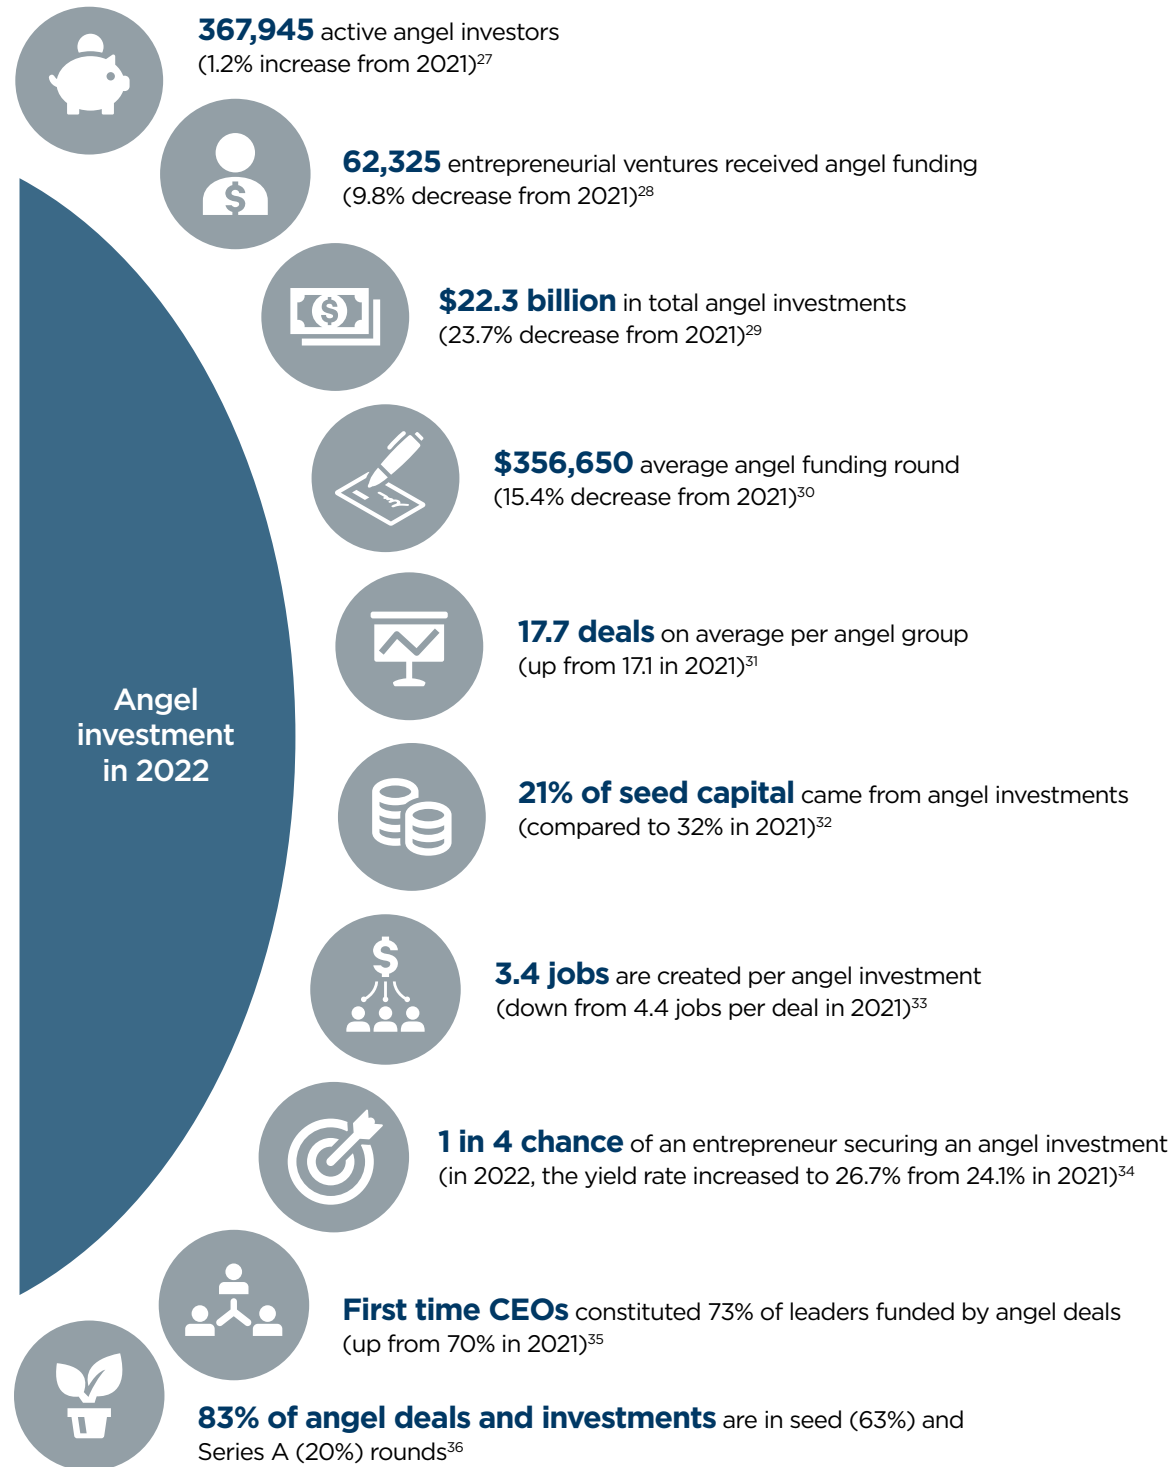 367,945 active angel investors
(1.2% increase from 2021)27
62,325 entrepreneurial ventures received angel funding
(9.8% decrease from 2021)28
$22.3 billion in total angel investments
(23.7% decrease from 2021)29
$356,650 average angel funding round
(15.4% decrease from 2021)30
17.7 deals on average per angel group
(up from 17.1 in 2021)31
Angel
investment
in 2022
21% of seed capital came from angel investments
(compared to 32% in 2021)32
3.4 jobs are created per angel investment
(down from 4.4 jobs per deal in 2021)33
1 in 4 chance of an entrepreneur securing an angel investment
(in 2022, the yield rate increased to 26.7% from 24.1% in 2021)34
First time CEOs constituted 73% of leaders funded by angel deals
(up from 70% in 2021)35
83% of angel deals and investments are in seed (63%) and
Series A (20%) rounds36